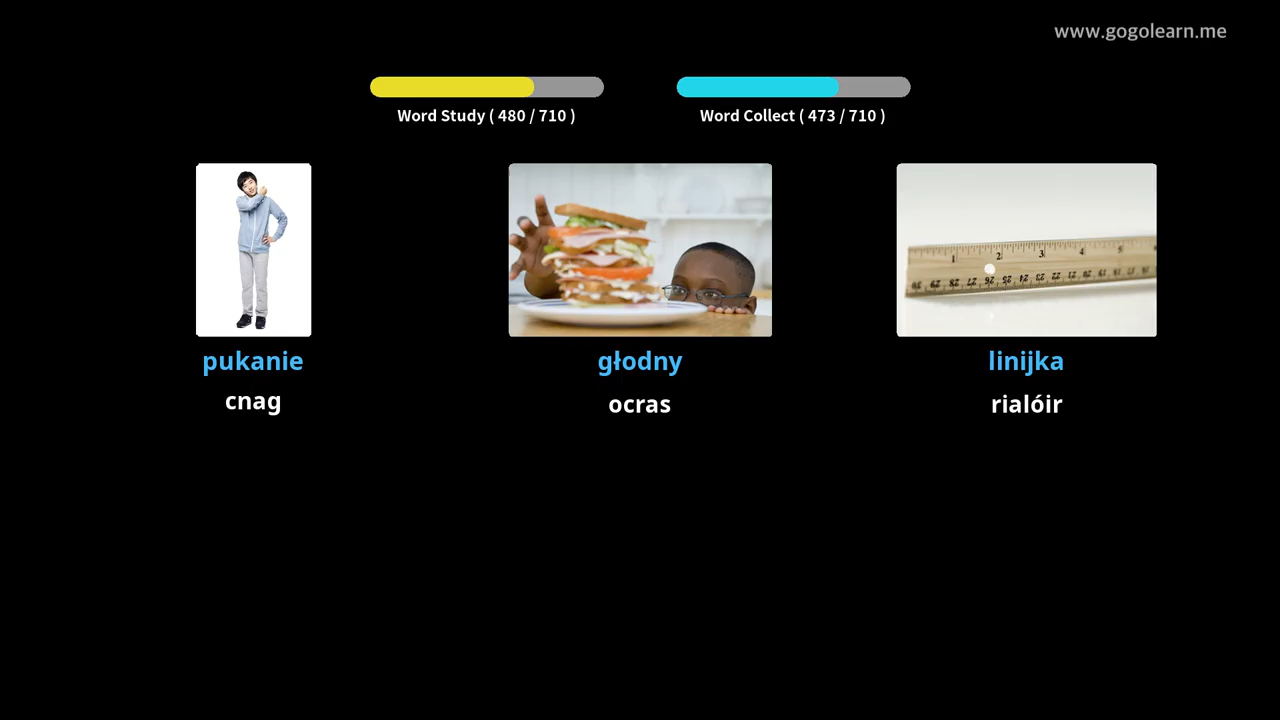 www.gogolearn.me
Word Study ( 480 / 710 )
Word Collect ( 473 / 710 )
pukanie
głodny
linijka
cnag
ocras
rialóir